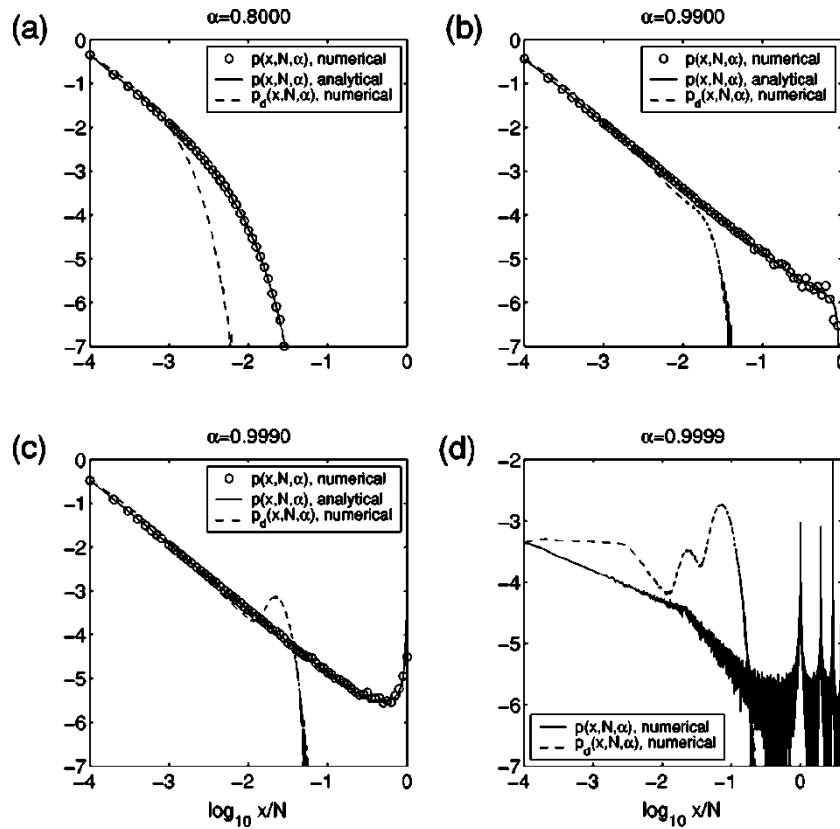 (a)
α=0.8000
0
-1
-2
-3
-4
-5
-6
-7
p(x,N,α), numerical
p(x,N,α), analytical
p_d(x,N,α), numerical
-4 -3 -2 -1 0
(b)
α=0.9900
0
-1
-2
-3
-4
-5
-6
-7
p(x,N,α), numerical
p(x,N,α), analytical
p_d(x,N,α), numerical
-4 -3 -2 -1 0
(c)
α=0.9990
0
-1
-2
-3
-4
-5
-6
-7
p(x,N,α), numerical
p(x,N,α), analytical
p_d(x,N,α), numerical
-4 -3 -2 -1 0
log₁₀ x/N
(d)
α=0.9999
-2
-3
-4
-5
-6
-7
p(x,N,α), numerical
p_d(x,N,α), numerical
-4 -3 -2 -1 0
log₁₀ x/N